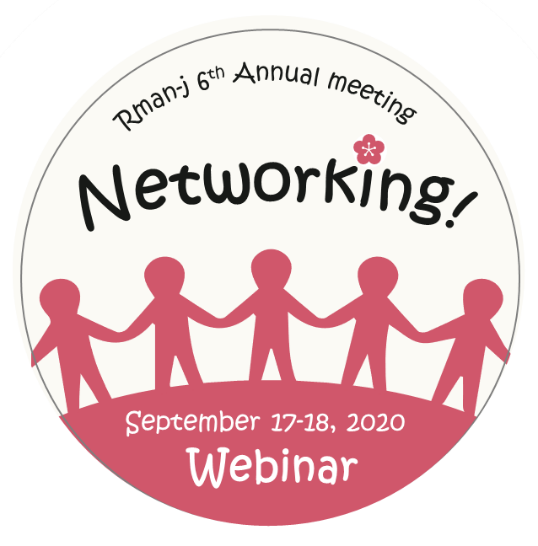 Rman-j 6th Annual meeting
Networking!
September 17-18, 2020
Webinar